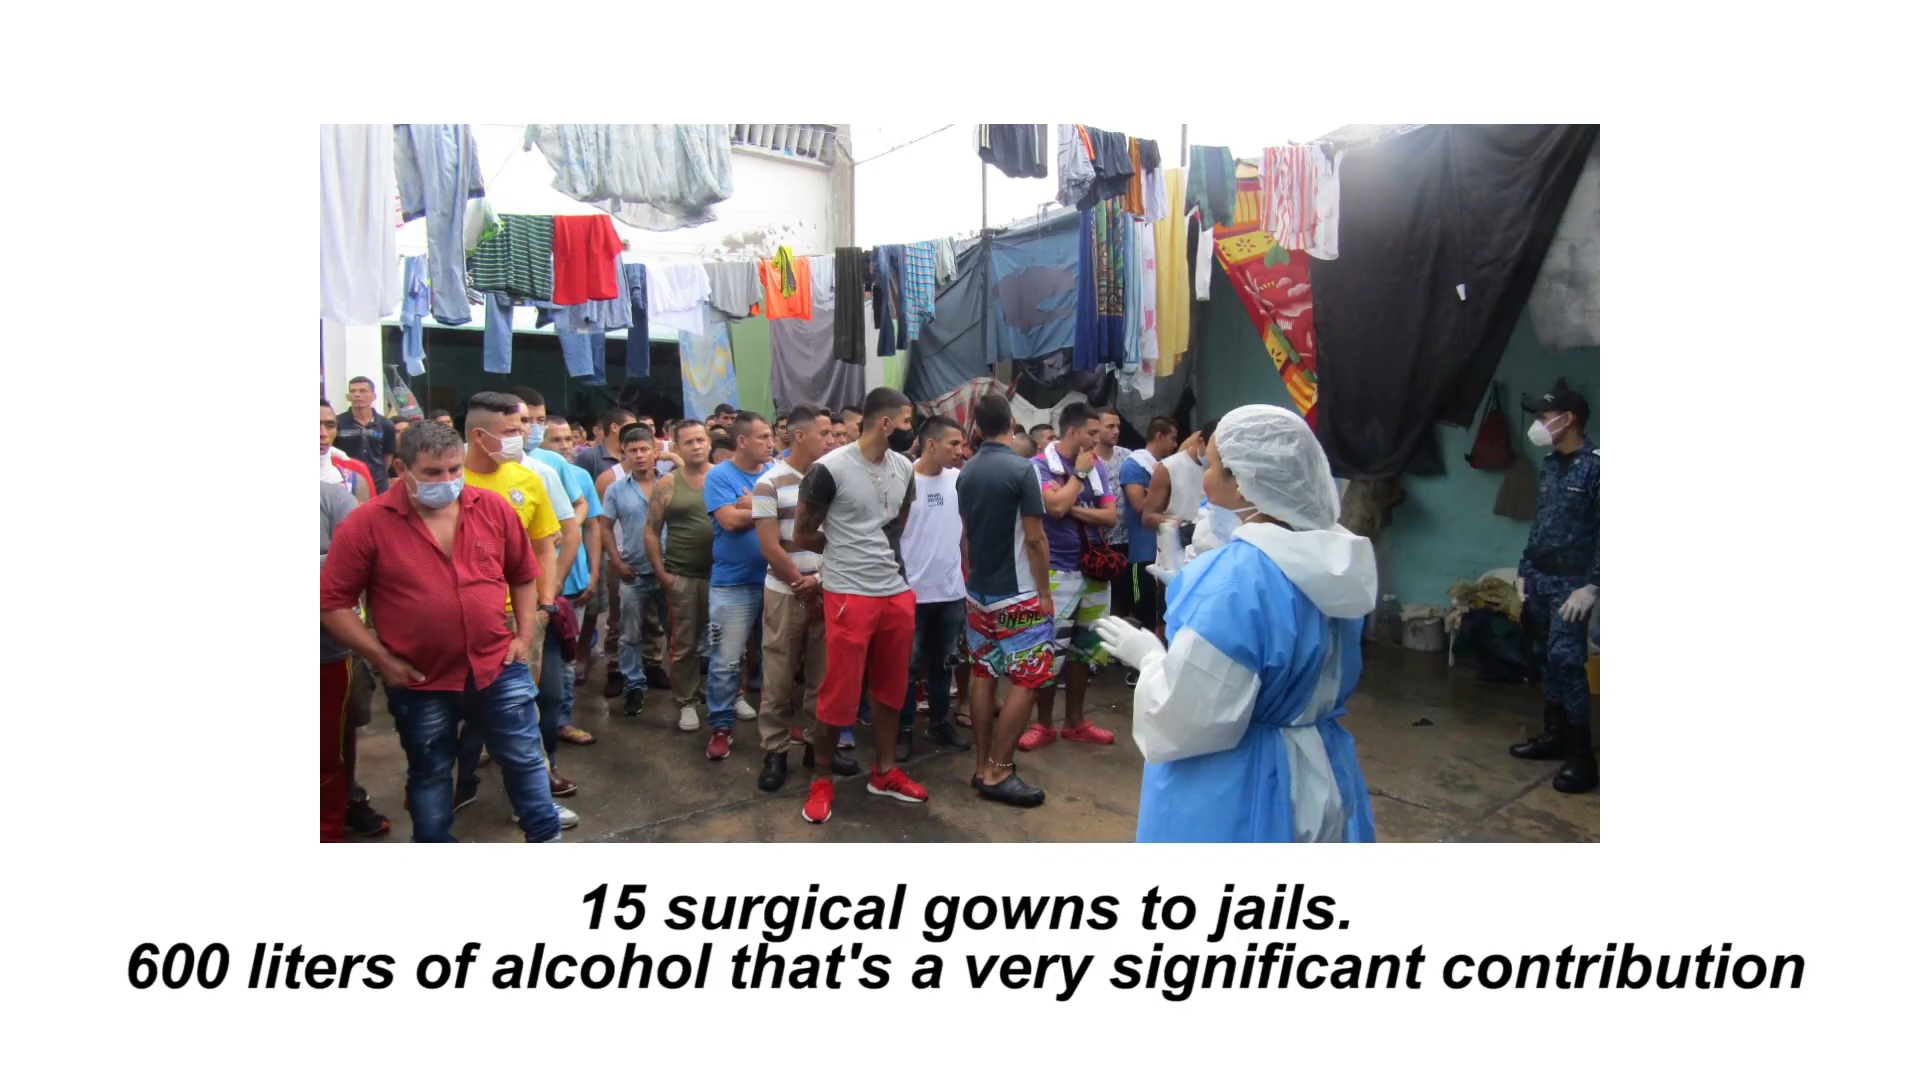 15 surgical gowns to jails.
600 liters of alcohol that's a very significant contribution